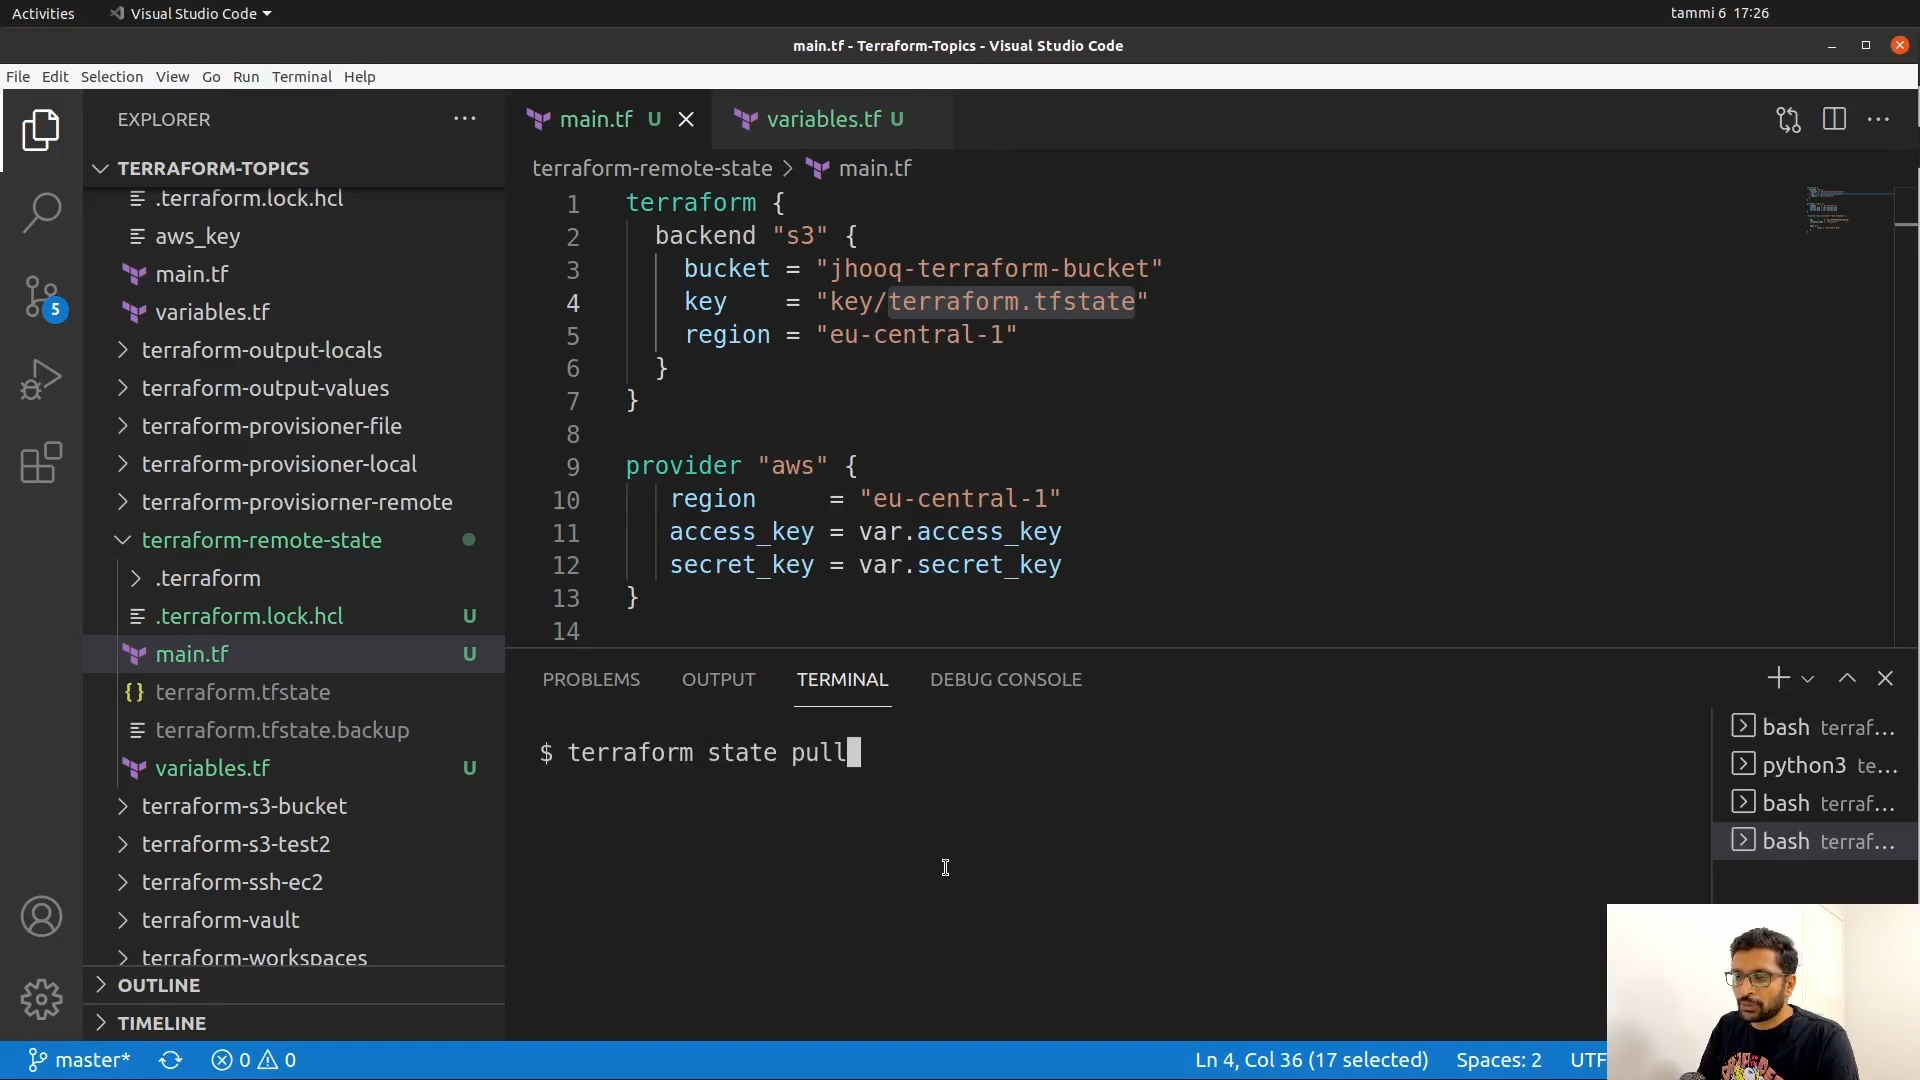 Activities
Visual Studio Code
tammi 6 17:26
main.tf - Terraform-Topics - Visual Studio Code
File Edit Selection View Go Run Terminal Help
EXPLORER
TERRAFORM-TOPICS
.terraform.lock.hcl
aws_key
main.tf
variables.tf
terraform-output-locals
terraform-output-values
terraform-provisioner-file
terraform-provisioner-local
terraform-provisiorner-remote
terraform-remote-state
.terraform
.terraform.lock.hcl U
main.tf U
terraform.tfstate
terraform.tfstate.backup
variables.tf U
terraform-s3-bucket
terraform-s3-test2
terraform-ssh-ec2
terraform-vault
terraform-workspaces
OUTLINE
TIMELINE
5
main.tf U
variables.tf U
terraform-remote-state > main.tf
1 terraform {
2 backend "s3" {
3 bucket = "jhooq-terraform-bucket"
4 key = "key/terraform.tfstate"
5 region = "eu-central-1"
6 }
7 }
8
9 provider "aws" {
10 region = "eu-central-1"
11 access_key = var.access_key
12 secret_key = var.secret_key
13 }
14
PROBLEMS OUTPUT TERMINAL DEBUG CONSOLE
$ terraform state pull
bash terraf...
python3 te...
bash terraf...
bash terraf...
master* 0 0
Ln 4, Col 36 (17 selected) Spaces: 2 UTF